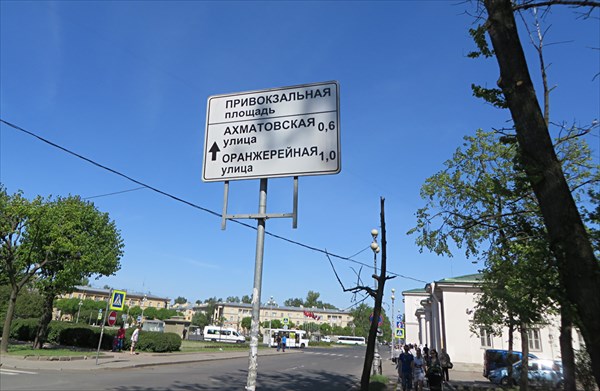 ПРИВОКЗАЛЬНАЯ
площадь
АХМАТОВСКАЯ 0,6
улица
ОРАНЖЕРЕЙНАЯ 1,0
улица